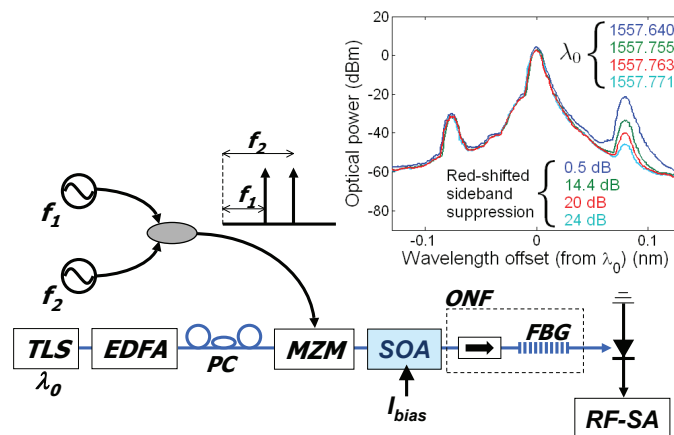 20
0
-20
-40
-60
-80
Optical power
(dBm)
λ0
1557.640
1557.755
1557.763
1557.771
Red-shifted
sideband
suppression
0.5 dB
14.4 dB
20 dB
24 dB
-0.1
0
0.1
Wavelength offset (from λ0) (nm)
f2
f1
f1
f2
ONF
TLS
EDFA
PC
MZM
SOA
FBG
λ0
Ibias
RF-SA